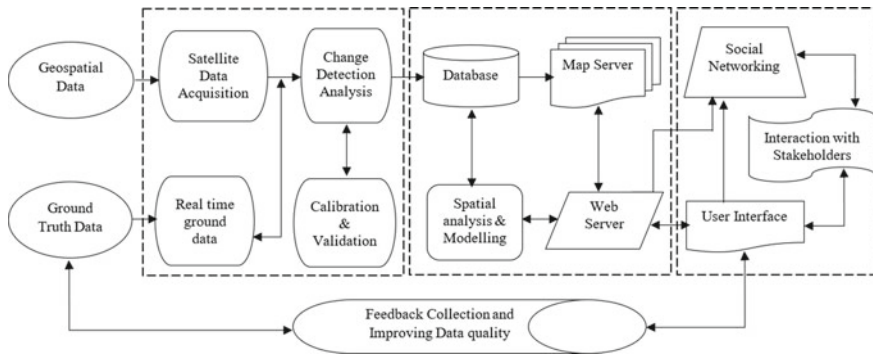 Geospatial
Data
Satellite
Data
Acquisition
Change
Detection
Analysis
Database
Map Server
Social
Networking
Interaction with
Stakeholders
Ground
Truth Data
Real time
ground
data
Calibration
&
Validation
Spatial
analysis &
Modelling
Web
Server
User Interface
Feedback Collection and
Improving Data quality